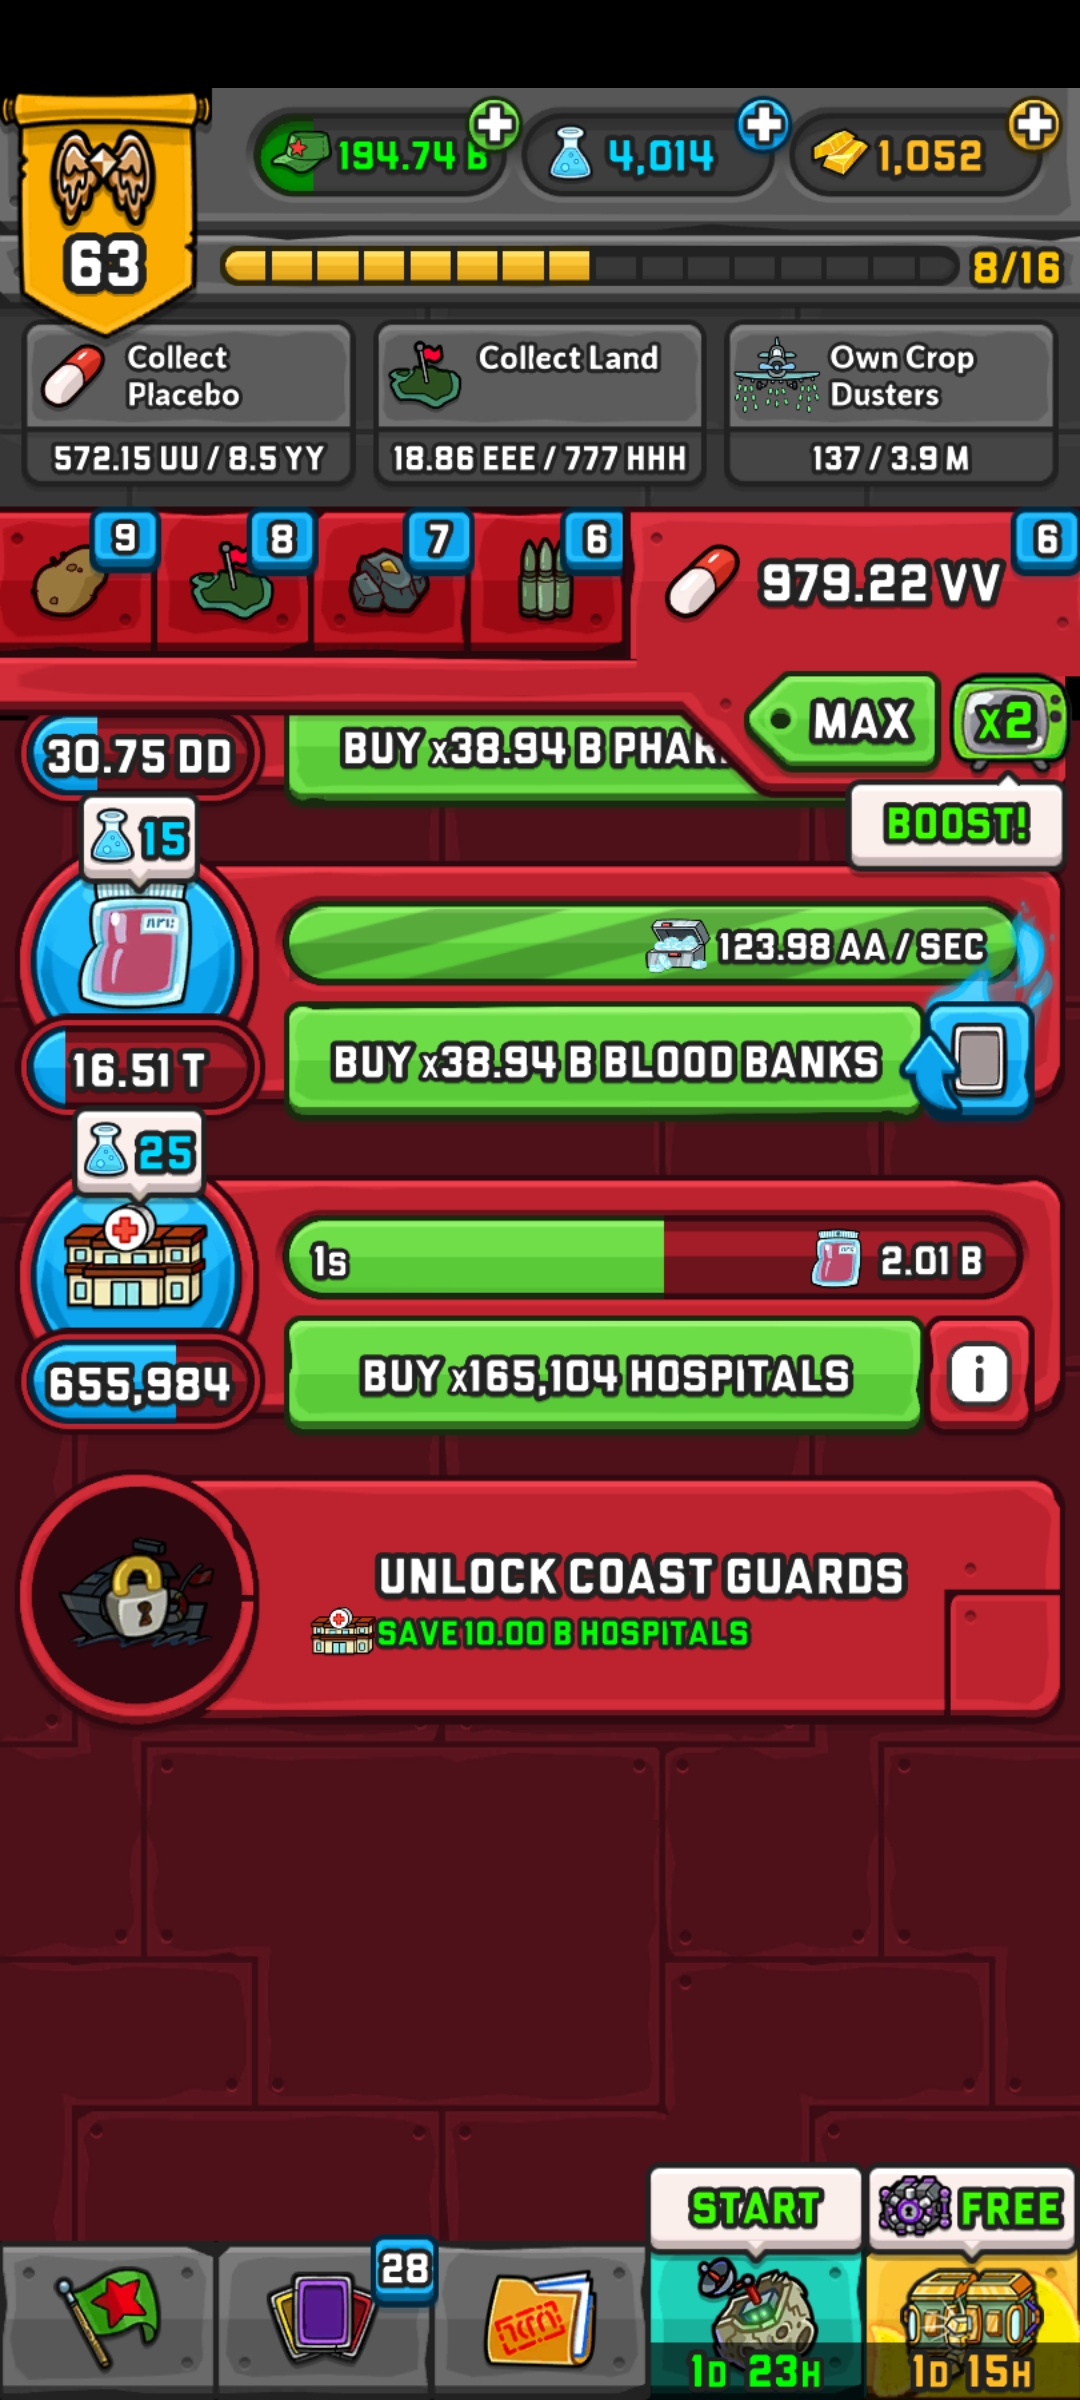 194.74 B
4,014
1,052
63
8/16
Collect
Placebo
572.15 UU / 8.5 YY
Collect Land
18.86 EEE / 777 HHH
Own Crop
Dusters
137 / 3.9 M
9
8
7
6
979.22 VV
6
MAX
x2
BOOST!
30.75 DD
BUY x38.94 B PHAR
15
123.98 AA / SEC
16.51 T
BUY x38.94 B BLOOD BANKS
25
1s
2.01 B
655,984
BUY x165,104 HOSPITALS
i
UNLOCK COAST GUARDS
SAVE 10.00 B HOSPITALS
START
FREE
28
1D 23H
1D 15H